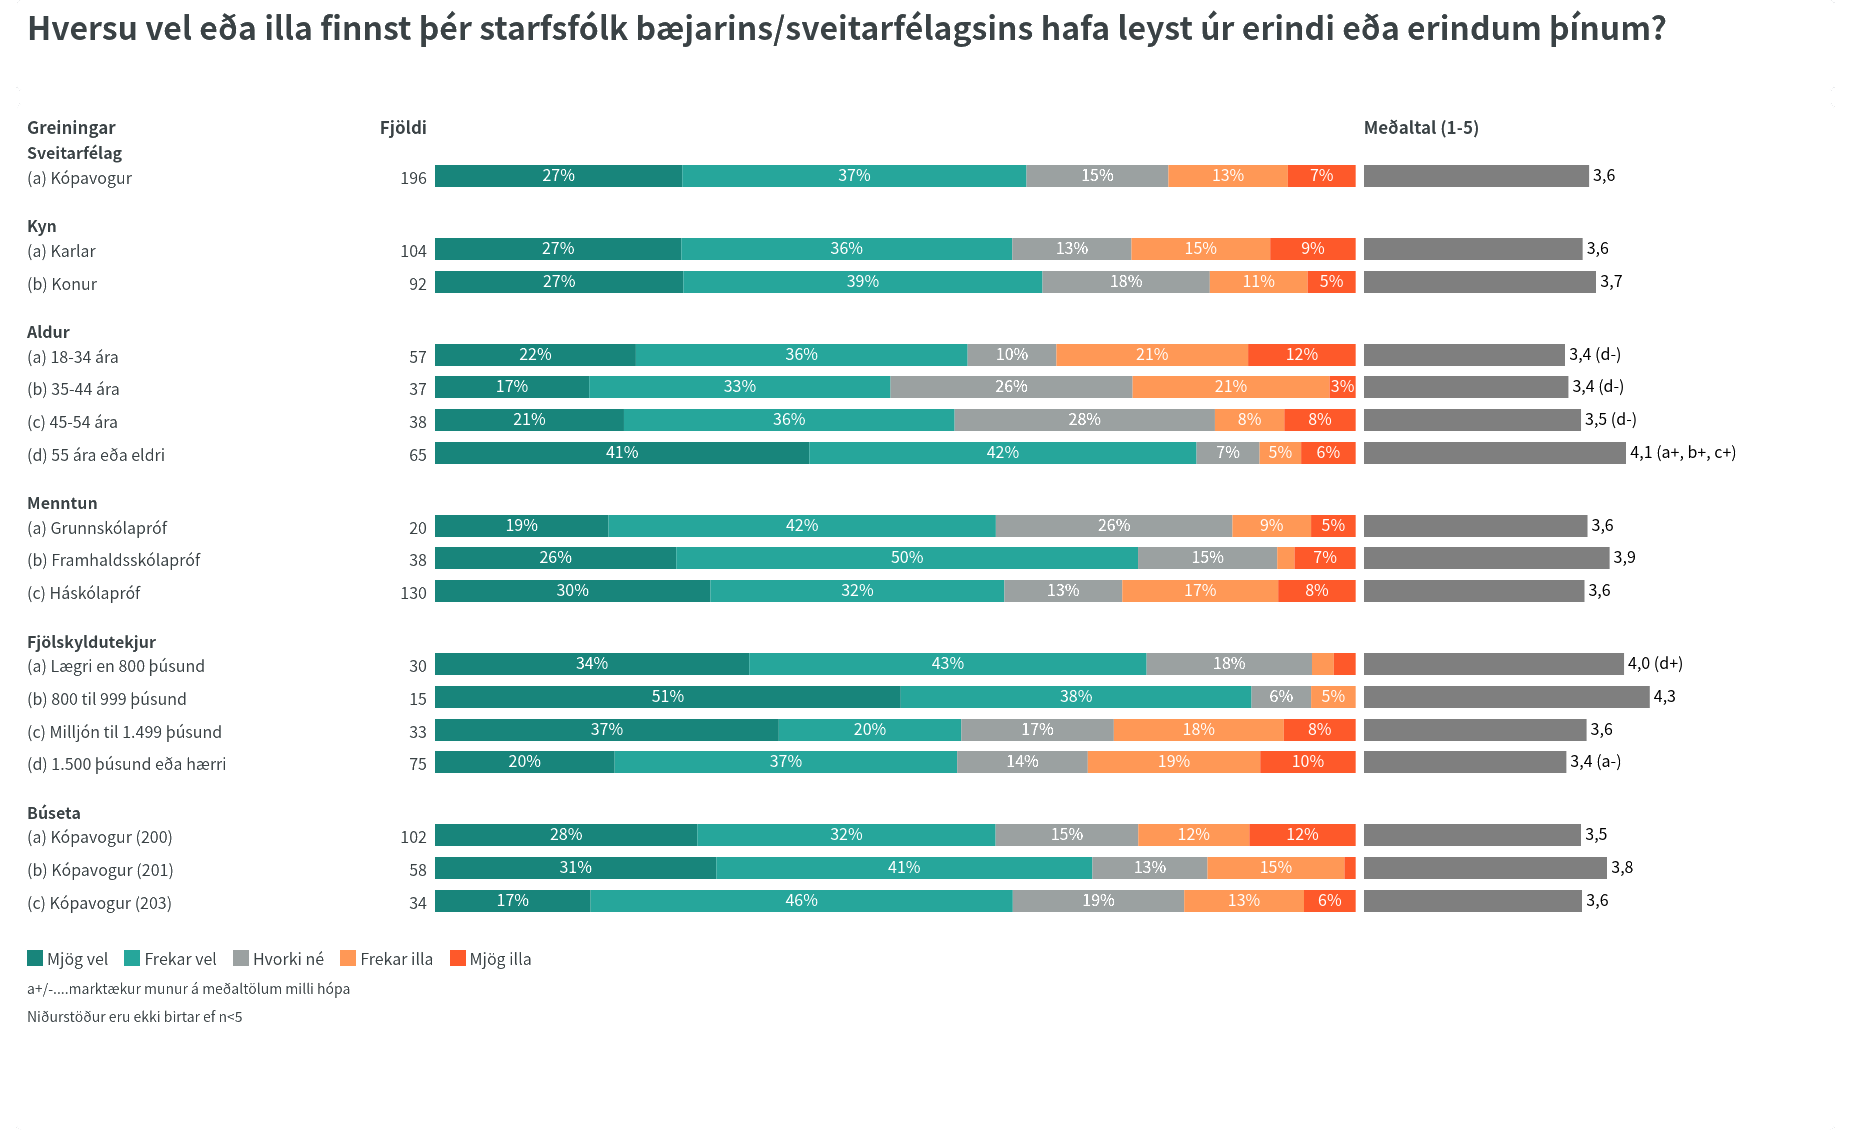 Hversu vel eða illa finnst þér starfsfólk bæjarins/sveitarfélagsins hafa leyst úr erindi eða erindum þínum?
Greiningar Fjöldi Meðaltal (1-5)
Sveitarfélag
(a) Kópavogur 196 27% 37% 15% 13% 7% 3,6
Kyn
(a) Karlar 104 27% 36% 13% 15% 9% 3,6
(b) Konur 92 27% 39% 18% 11% 5% 3,7
Aldur
(a) 18-34 ára 57 22% 36% 10% 21% 12% 3,4 (d-)
(b) 35-44 ára 37 17% 33% 26% 21% 3% 3,4 (d-)
(c) 45-54 ára 38 21% 36% 28% 8% 8% 3,5 (d-)
(d) 55 ára eða eldri 65 41% 42% 7% 5% 6% 4,1 (a+, b+, c+)
Menntun
(a) Grunnskólapróf 20 19% 42% 26% 9% 5% 3,6
(b) Framhaldsskólapróf 38 26% 50% 15% 7% 3,9
(c) Háskólapróf 130 30% 32% 13% 17% 8% 3,6
Fjölskyldutekjur
(a) Lægri en 800 þúsund 30 34% 43% 18% 4,0 (d+)
(b) 800 til 999 þúsund 15 51% 38% 6% 5% 4,3
(c) Milljón til 1.499 þúsund 33 37% 20% 17% 18% 8% 3,6
(d) 1.500 þúsund eða hærri 75 20% 37% 14% 19% 10% 3,4 (a-)
Búseta
(a) Kópavogur (200) 102 28% 32% 15% 12% 12% 3,5
(b) Kópavogur (201) 58 31% 41% 13% 15% 3,8
(c) Kópavogur (203) 34 17% 46% 19% 13% 6% 3,6
Mjög vel Frekar vel Hvorki né Frekar illa Mjög illa
a+/-....marktækur munur á meðaltölum milli hópa
Niðurstöður eru ekki birtar ef n<5